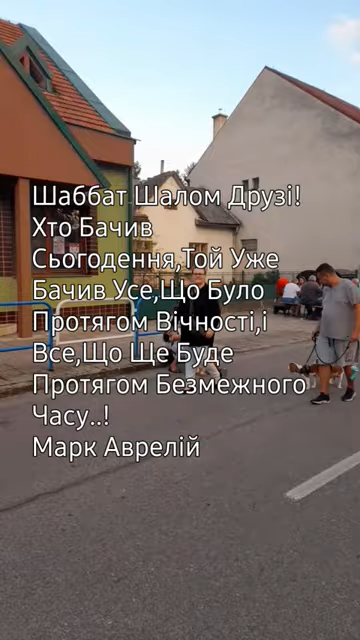 Шаббат Шалом Друзі!
Хто Бачив
Сьогодення,Той Уже
Бачив Усе,Що Було
Протягом Вічності,і
Все,Що Ще Буде
Протягом Безмежного
Часу..!
Марк Аврелій